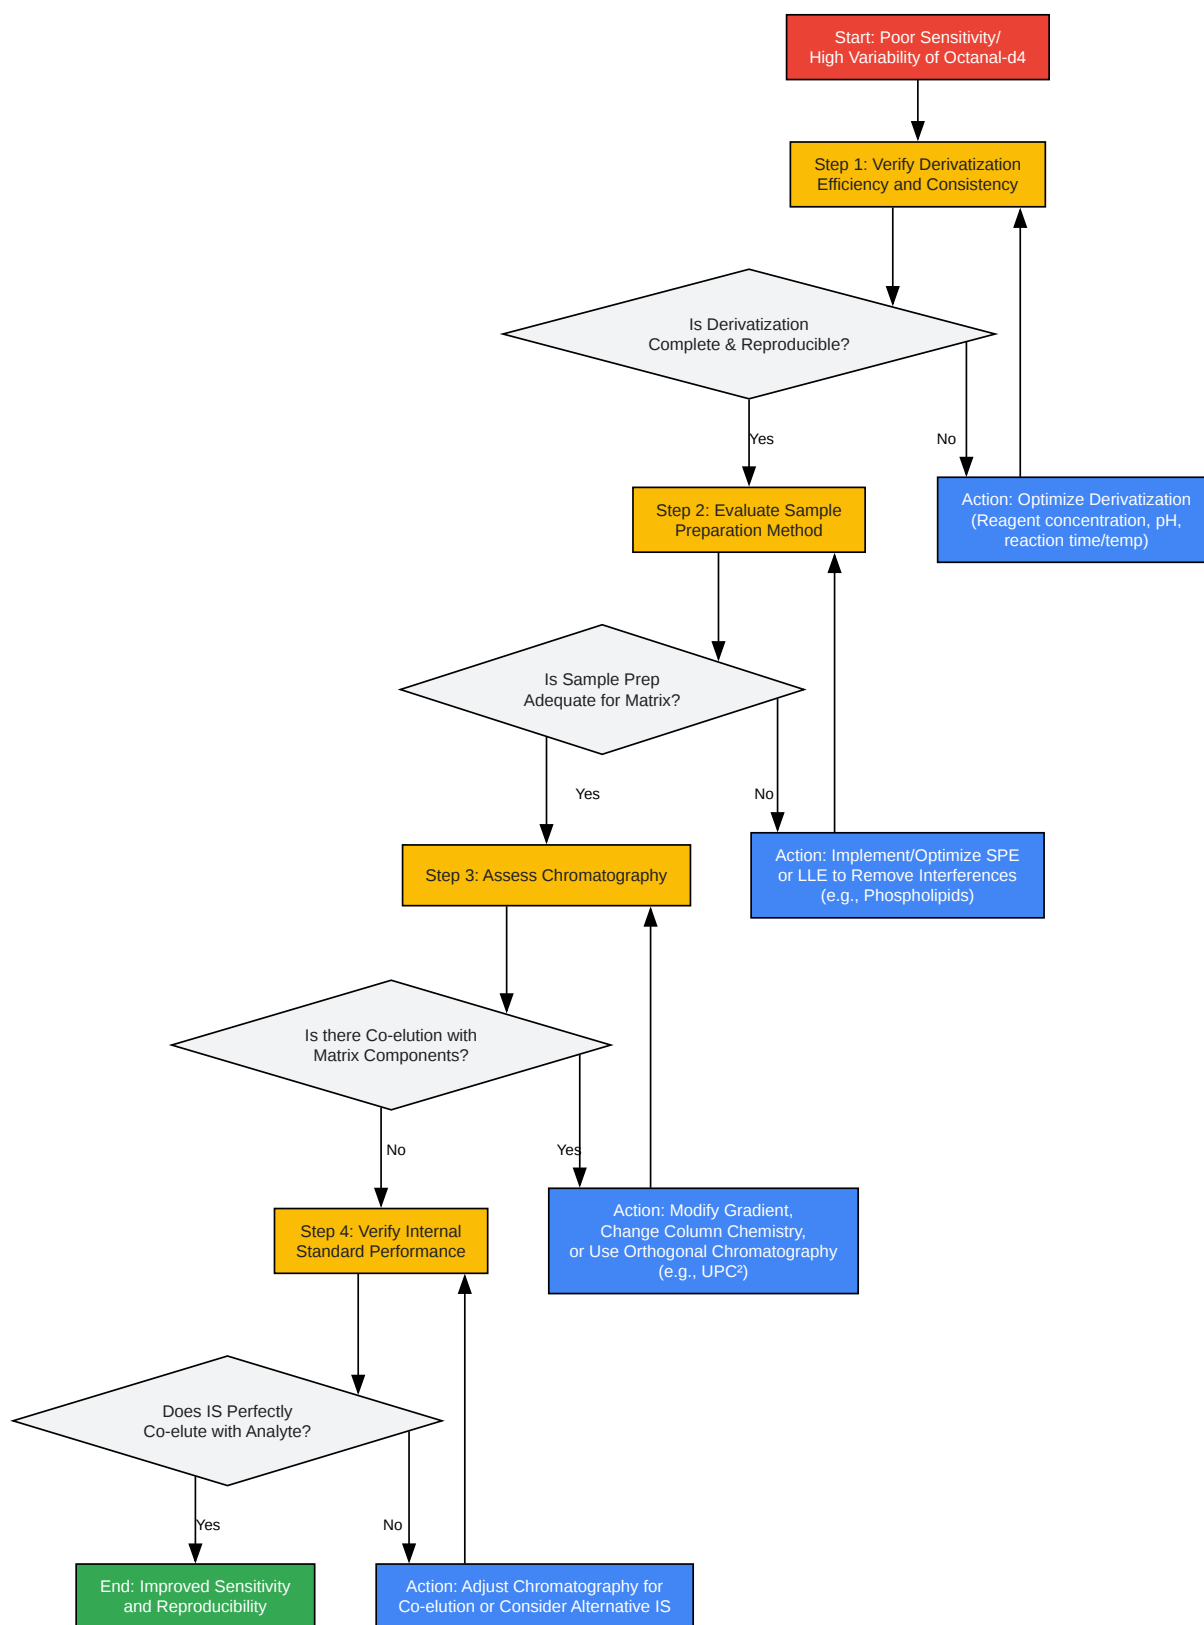 Start: Poor Sensitivity/
High Variability of Octanal-d4
Step 1: Verify Derivatization
Efficiency and Consistency
Is Derivatization
Complete & Reproducible?
Yes
No
Step 2: Evaluate Sample
Preparation Method
Action: Optimize Derivatization
(Reagent concentration, pH,
reaction time/temp)
Is Sample Prep
Adequate for Matrix?
Yes
No
Step 3: Assess Chromatography
Action: Implement/Optimize SPE
or LLE to Remove Interferences
(e.g., Phospholipids)
Is there Co-elution with
Matrix Components?
No
Yes
Step 4: Verify Internal
Standard Performance
Action: Modify Gradient,
Change Column Chemistry,
or Use Orthogonal Chromatography
(e.g., UPC²)
Does IS Perfectly
Co-elute with Analyte?
Yes
No
End: Improved Sensitivity
and Reproducibility
Action: Adjust Chromatography for
Co-elution or Consider Alternative IS